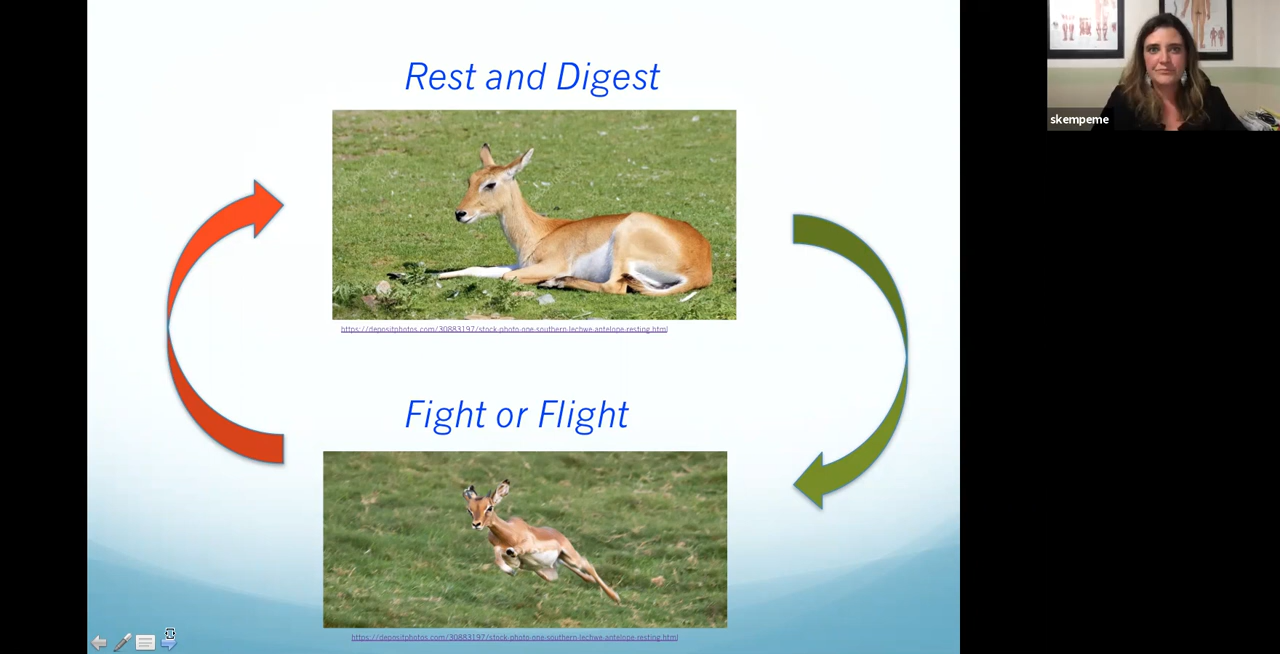 Rest and Digest
skempeme
https://depositphotos.com/30883197/stock-photo-one-southern-lechwe-antelope-resting.html
Fight or Flight
https://depositphotos.com/30883197/stock-photo-one-southern-lechwe-antelope-resting.html